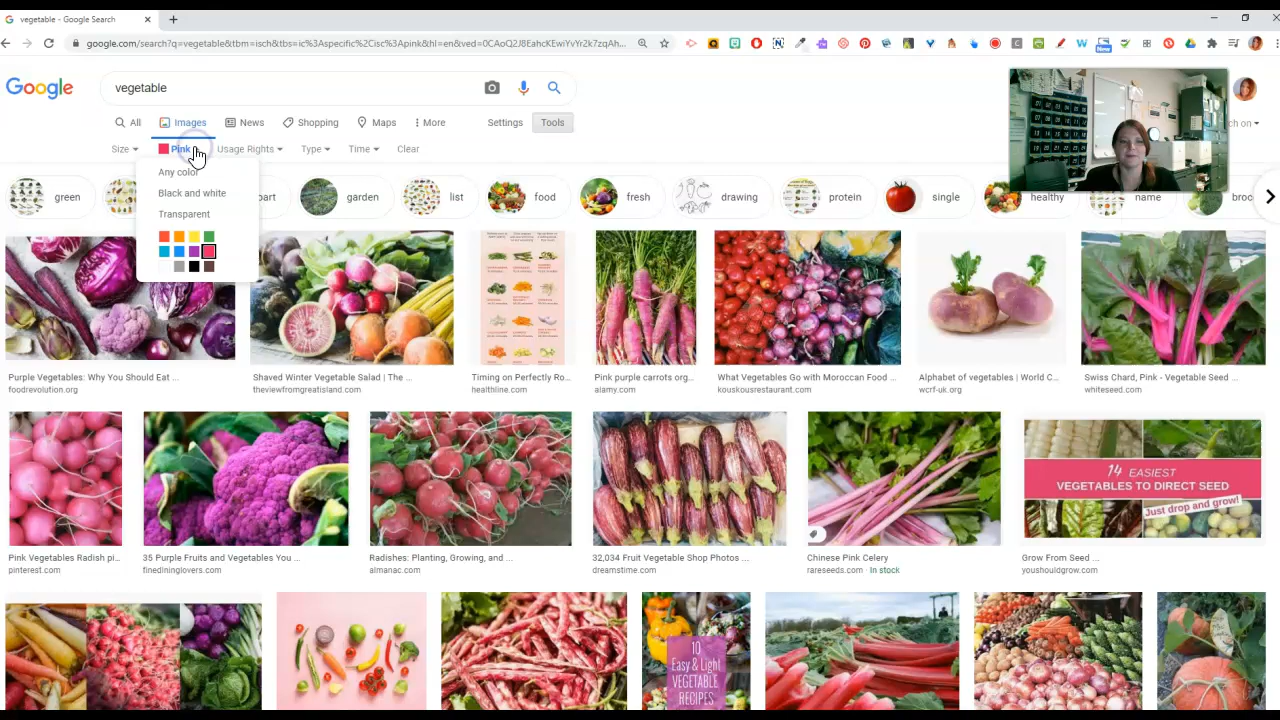 vegetable - Google Search
google.com/search?q=vegetable&tbm=isch&tbs=ic%3Aspecific%2Cisc%
New
Google
vegetable
All
Images
News
Shopping
Maps
More
Settings
Tools
Size
Pink
Usage Rights
Type
Time
Clear
Any color
Black and white
Transparent
green
garden
list
food
fresh
drawing
protein
single
healthy
name
broc
Purple Vegetables: Why You Should Eat ...
foodrevolution.org
Shaved Winter Vegetable Salad | The ...
theviewfromgreatisland.com
Timing on Perfectly Ro...
healthline.com
Pink purple carrots org...
alamy.com
What Vegetables Go with Moroccan Food ...
kouskousrestaurant.com
Alphabet of vegetables | World C...
wcrf-uk.org
Swiss Chard, Pink - Vegetable Seed ...
whiteseed.com
14 EASIEST
VEGETABLES TO DIRECT SEED
Just drop and grow!
Pink Vegetables Radish pi...
pinterest.com
35 Purple Fruits and Vegetables You ...
finedininglovers.com
Radishes: Planting, Growing, and ...
almanac.com
32,034 Fruit Vegetable Shop Photos ...
dreamstime.com
Chinese Pink Celery
rareseeds.com · In stock
Grow From Seed ...
youshouldgrow.com
10
Easy & Light
VEGETABLE
RECIPES